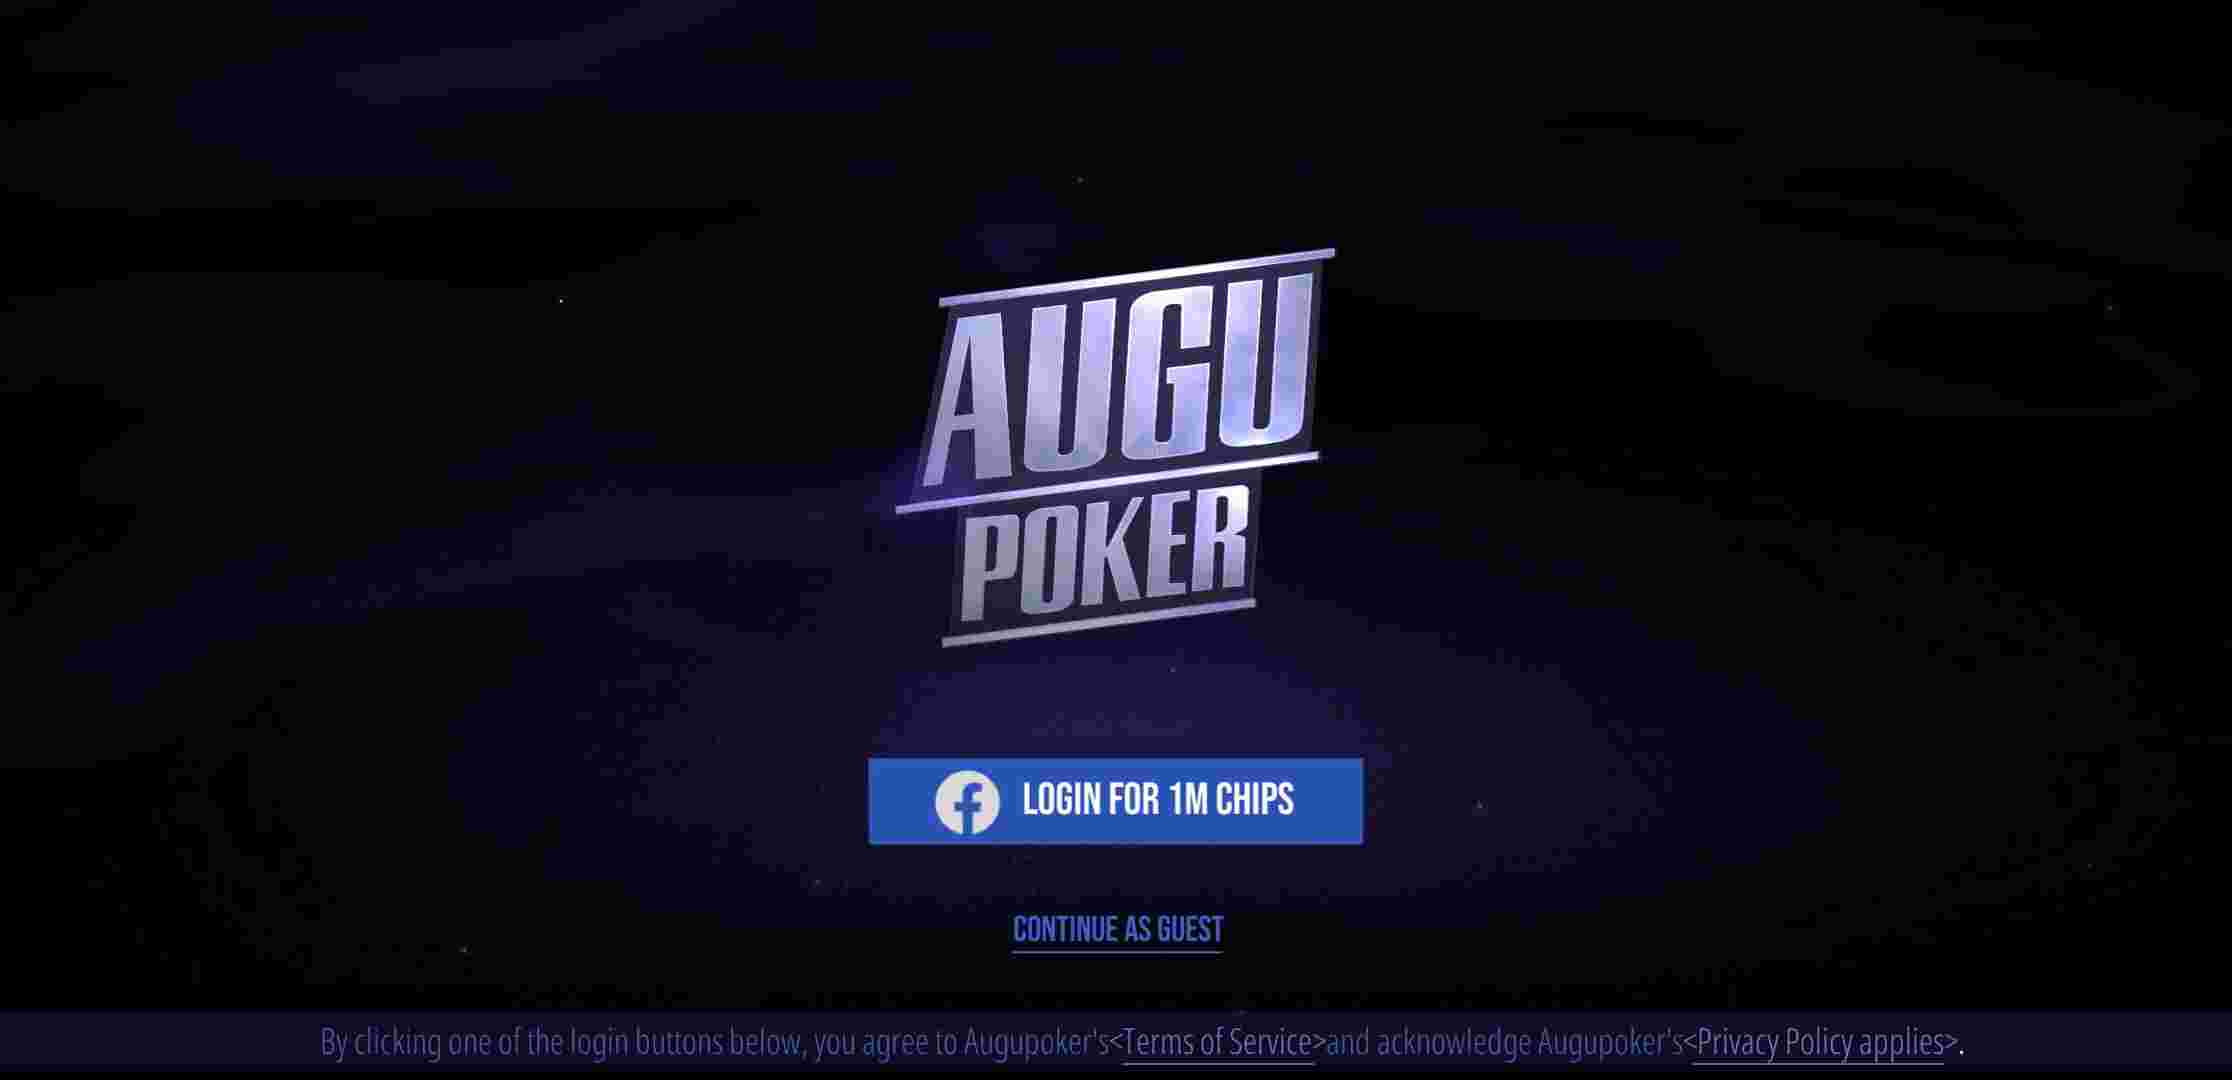 AUGU
POKER
LOGIN FOR 1M CHIPS
CONTINUE AS GUEST
By clicking one of the login buttons below, you agree to Augupoker's<Terms of Service>and acknowledge Augupoker's<Privacy Policy applies>.